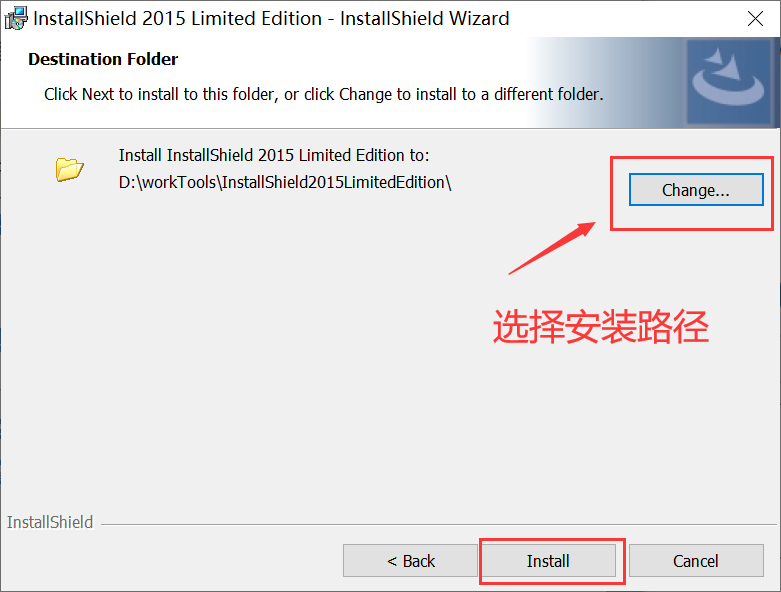 InstallShield 2015 Limited Edition - InstallShield Wizard
Destination Folder
Click Next to install to this folder, or click Change to install to a different folder.
Install InstallShield 2015 Limited Edition to:
D:\workTools\InstallShield2015LimitedEdition\
Change...
选择安装路径
InstallShield
< Back
Install
Cancel